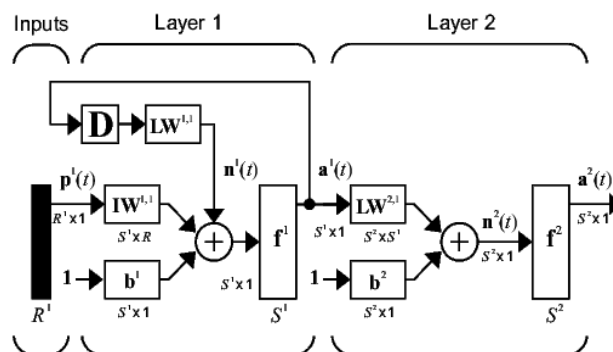 Inputs Layer 1 Layer 2
D LW¹,¹
p¹(t) n¹(t) a¹(t) a²(t)
IW¹,¹ LW²,¹ n²(t)
R¹x1 S¹xR f¹ S¹x1 S²xS¹ S²x1 f² S²x1
1 b¹ S¹x1 1 b²
R¹ S¹x1 S¹ S²x1 S²